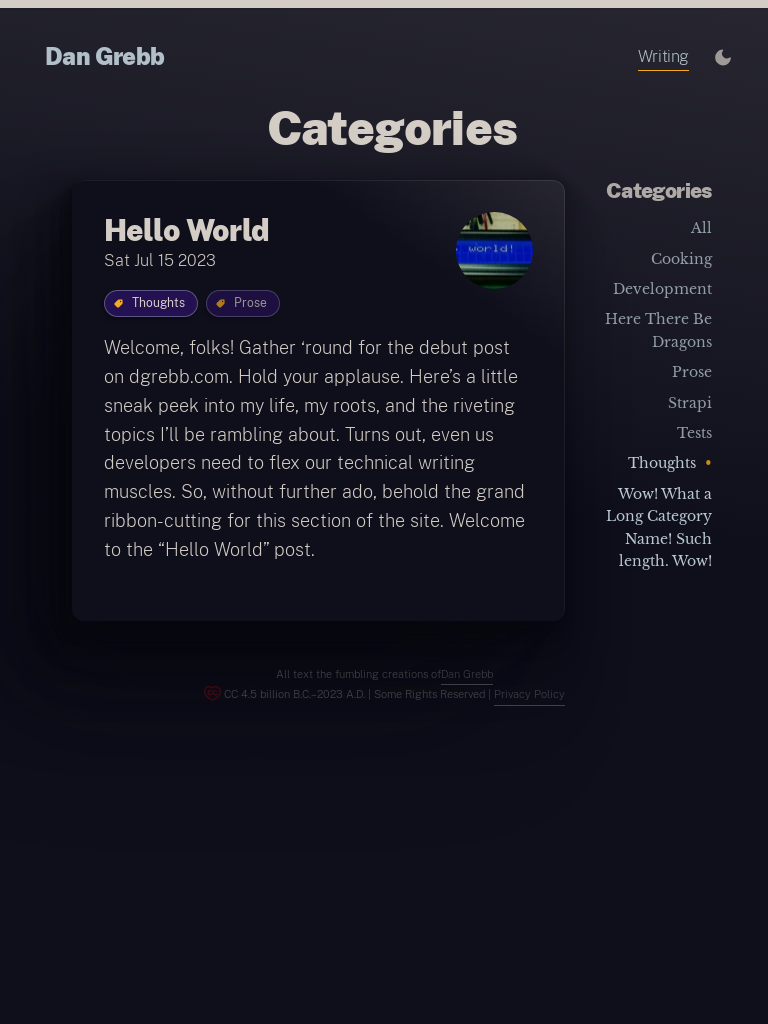 Dan Grebb
Writing
Categories
Hello World
Sat Jul 15 2023
world!
Thoughts
Prose
Welcome, folks! Gather ‘round for the debut post
on dgrebb.com. Hold your applause. Here’s a little
sneak peek into my life, my roots, and the riveting
topics I’ll be rambling about. Turns out, even us
developers need to flex our technical writing
muscles. So, without further ado, behold the grand
ribbon-cutting for this section of the site. Welcome
to the “Hello World” post.
Categories
All
Cooking
Development
Here There Be
Dragons
Prose
Strapi
Tests
Thoughts •
Wow! What a
Long Category
Name! Such
length. Wow!
All text the fumbling creations ofDan Grebb
CC 4.5 billion B.C.–2023 A.D. | Some Rights Reserved | Privacy Policy